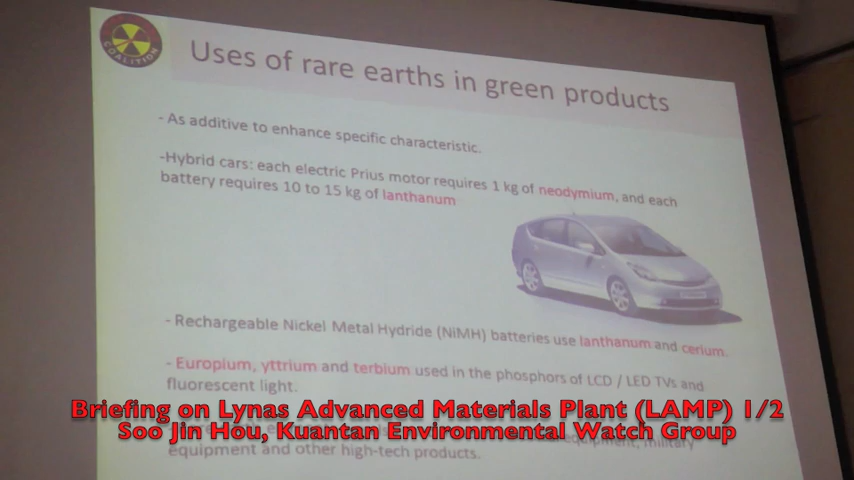 COALITION
Uses of rare earths in green products
- As additive to enhance specific characteristic.
-Hybrid cars: each electric Prius motor requires 1 kg of neodymium, and each
battery requires 10 to 15 kg of lanthanum
- Rechargeable Nickel Metal Hydride (NiMH) batteries use lanthanum and cerium.
- Europium, yttrium and terbium used in the phosphors of LCD / LED TVs and
fluorescent light.
Briefing on Lynas Advanced Materials Plant (LAMP) 1/2
Soo Jin Hou, Kuantan Environmental Watch Group
equipment, military
equipment and other high-tech products.